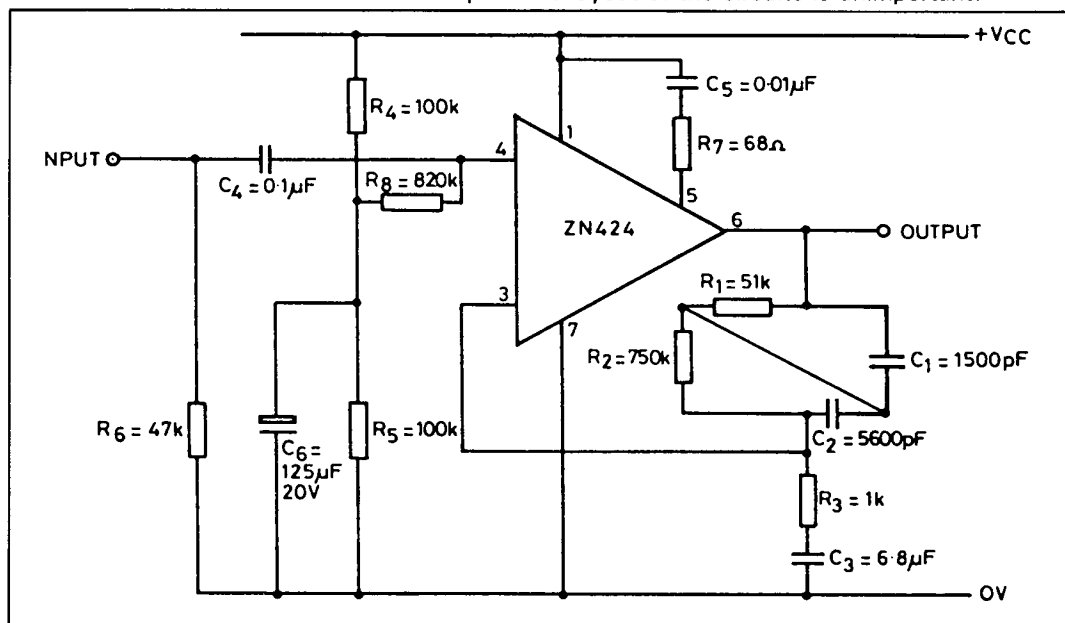 +VCC
C5=0·01µF
R4=100k
R7=68Ω
NPUT
1
4
C4=0·1µF
R8=820k
5
ZN424
6
OUTPUT
R1=51k
3
7
R2=750k
C1=1500pF
R6=47k
R5=100k
C2=5600pF
C6=
125µF
20V
R3=1k
C3=6·8µF
0V